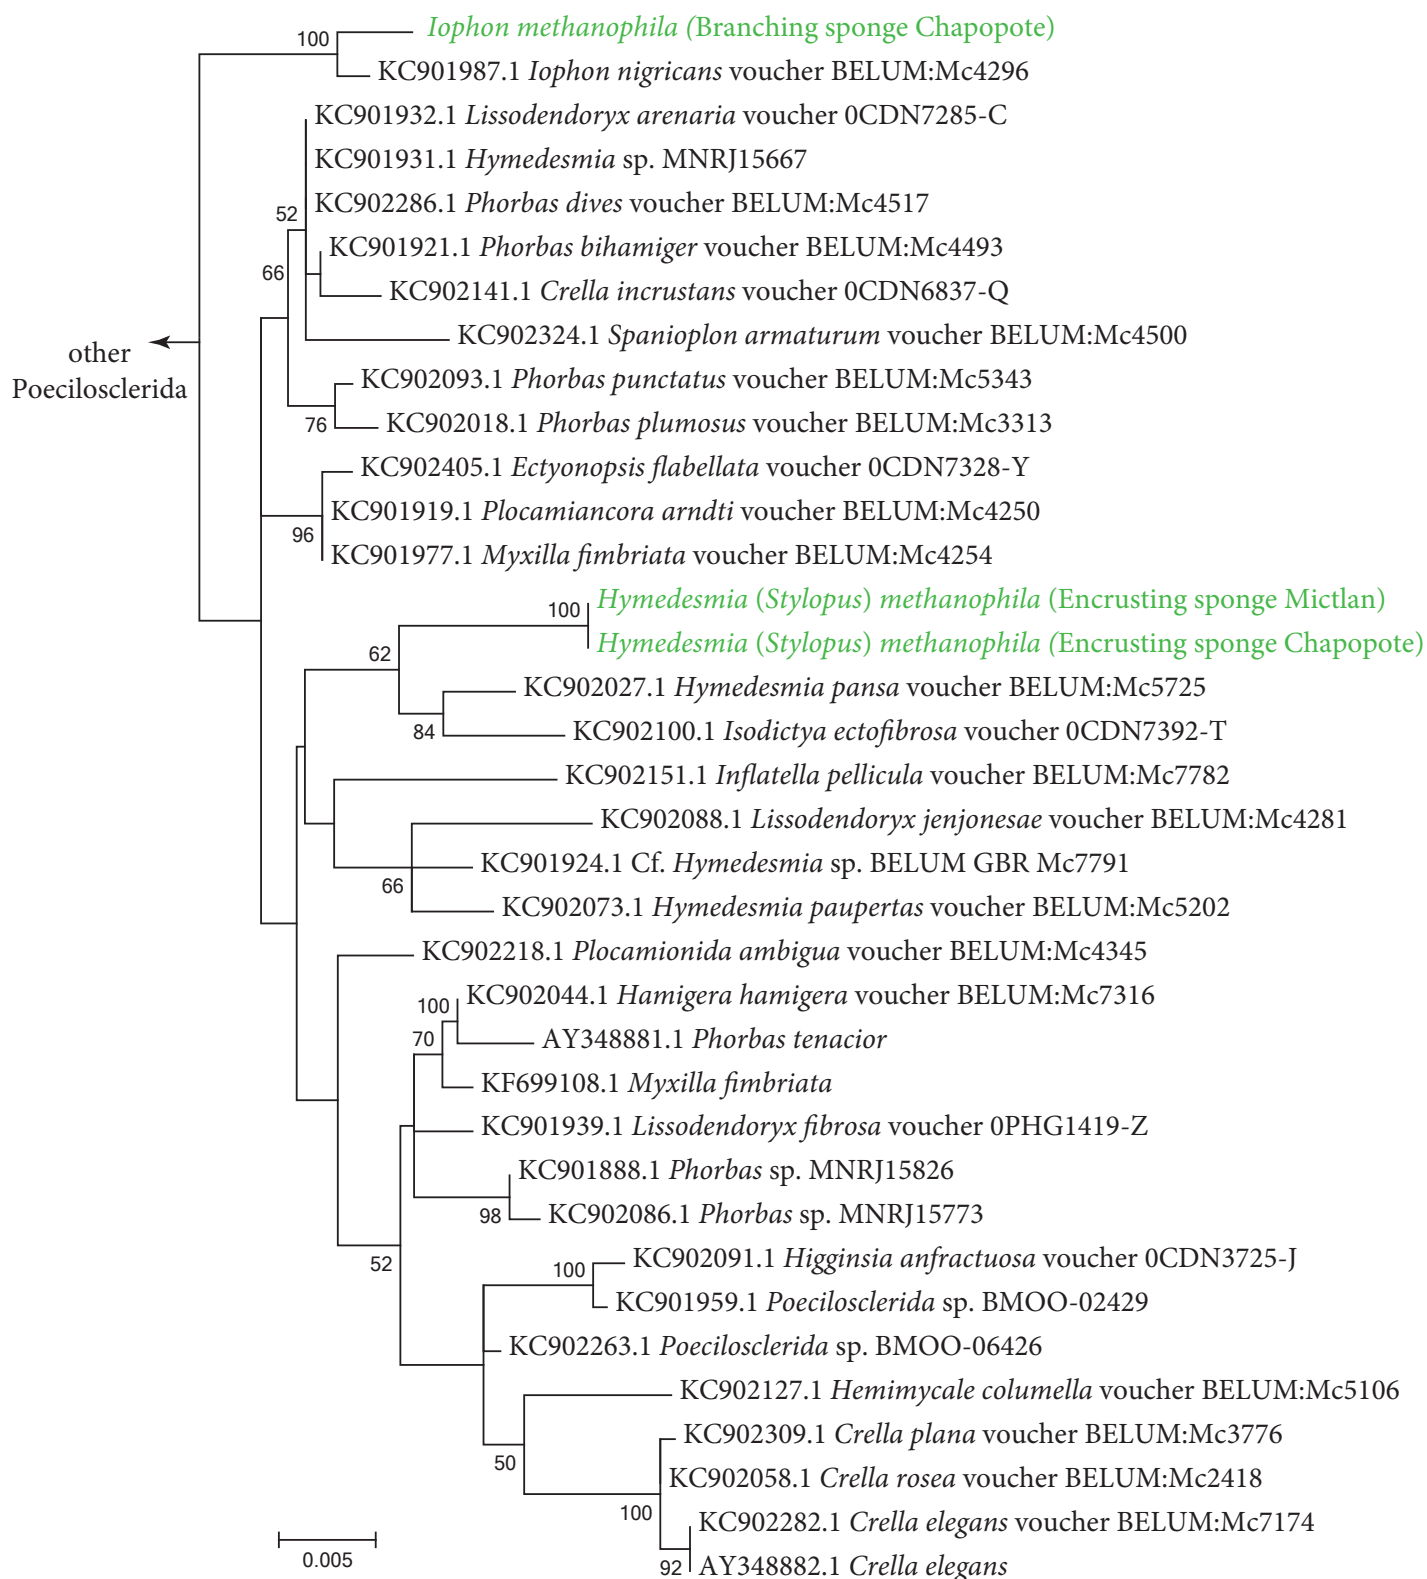 100
Iophon methanophila (Branching sponge Chapopote)
KC901987.1 Iophon nigricans voucher BELUM:Mc4296
KC901932.1 Lissodendoryx arenaria voucher 0CDN7285-C
KC901931.1 Hymedesmia sp. MNRJ15667
KC902286.1 Phorbas dives voucher BELUM:Mc4517
52
KC901921.1 Phorbas bihamiger voucher BELUM:Mc4493
66
KC902141.1 Crella incrustans voucher 0CDN6837-Q
KC902324.1 Spanioplon armaturum voucher BELUM:Mc4500
other
Poecilosclerida
KC902093.1 Phorbas punctatus voucher BELUM:Mc5343
76
KC902018.1 Phorbas plumosus voucher BELUM:Mc3313
KC902405.1 Ectyonopsis flabellata voucher 0CDN7328-Y
KC901919.1 Plocamiancora arndti voucher BELUM:Mc4250
96
KC901977.1 Myxilla fimbriata voucher BELUM:Mc4254
100
Hymedesmia (Stylopus) methanophila (Encrusting sponge Mictlan)
Hymedesmia (Stylopus) methanophila (Encrusting sponge Chapopote)
62
KC902027.1 Hymedesmia pansa voucher BELUM:Mc5725
84
KC902100.1 Isodictya ectofibrosa voucher 0CDN7392-T
KC902151.1 Inflatella pellicula voucher BELUM:Mc7782
KC902088.1 Lissodendoryx jenjonesae voucher BELUM:Mc4281
KC901924.1 Cf. Hymedesmia sp. BELUM GBR Mc7791
66
KC902073.1 Hymedesmia paupertas voucher BELUM:Mc5202
KC902218.1 Plocamionida ambigua voucher BELUM:Mc4345
100
KC902044.1 Hamigera hamigera voucher BELUM:Mc7316
70
AY348881.1 Phorbas tenacior
KF699108.1 Myxilla fimbriata
KC901939.1 Lissodendoryx fibrosa voucher 0PHG1419-Z
KC901888.1 Phorbas sp. MNRJ15826
98
KC902086.1 Phorbas sp. MNRJ15773
52
100
KC902091.1 Higginsia anfractuosa voucher 0CDN3725-J
KC901959.1 Poecilosclerida sp. BMOO-02429
KC902263.1 Poecilosclerida sp. BMOO-06426
KC902127.1 Hemimycale columella voucher BELUM:Mc5106
KC902309.1 Crella plana voucher BELUM:Mc3776
50
KC902058.1 Crella rosea voucher BELUM:Mc2418
100
KC902282.1 Crella elegans voucher BELUM:Mc7174
92
AY348882.1 Crella elegans
0.005